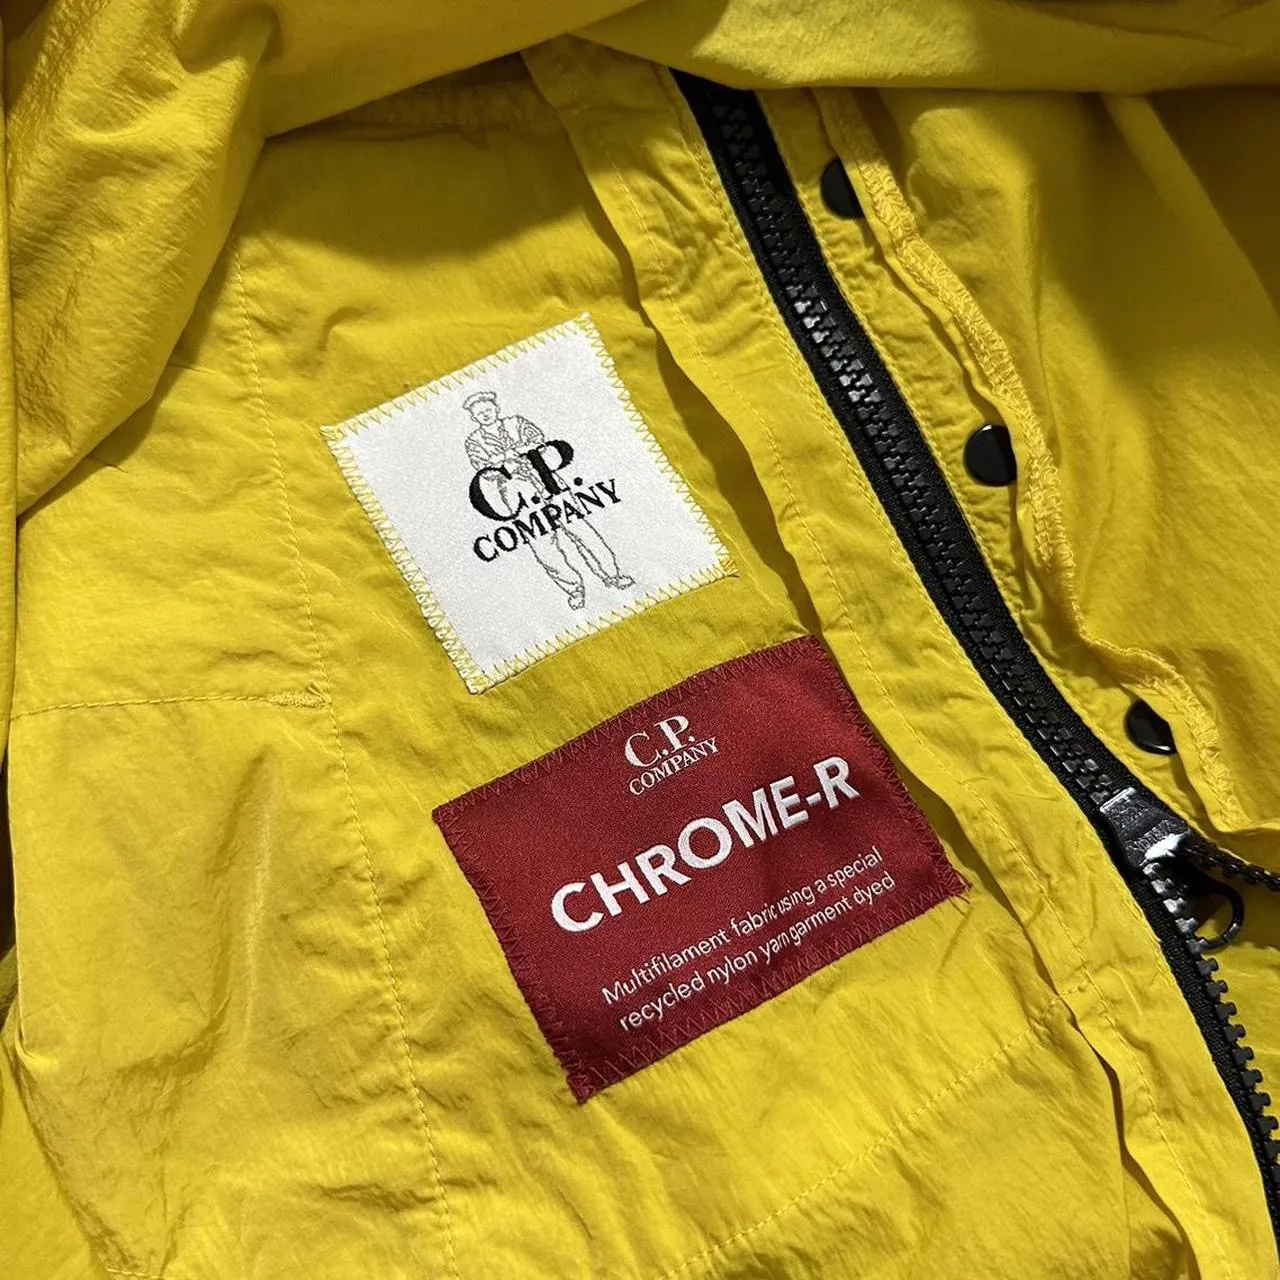 C.P.
COMPANY
C.P.
COMPANY
CHROME-R
Multifilament fabric using a special
recycled nylon yarn garment dyed